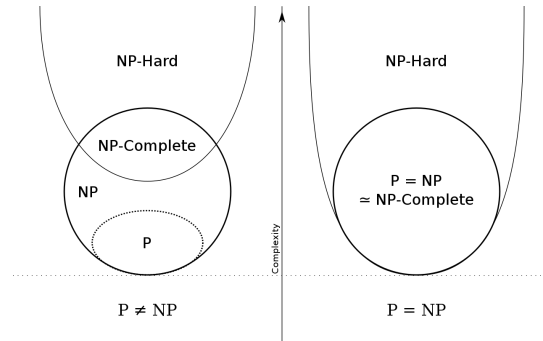 NP-Hard
NP-Complete
NP
P
P ≠ NP
Complexity
NP-Hard
P = NP
≃ NP-Complete
P = NP